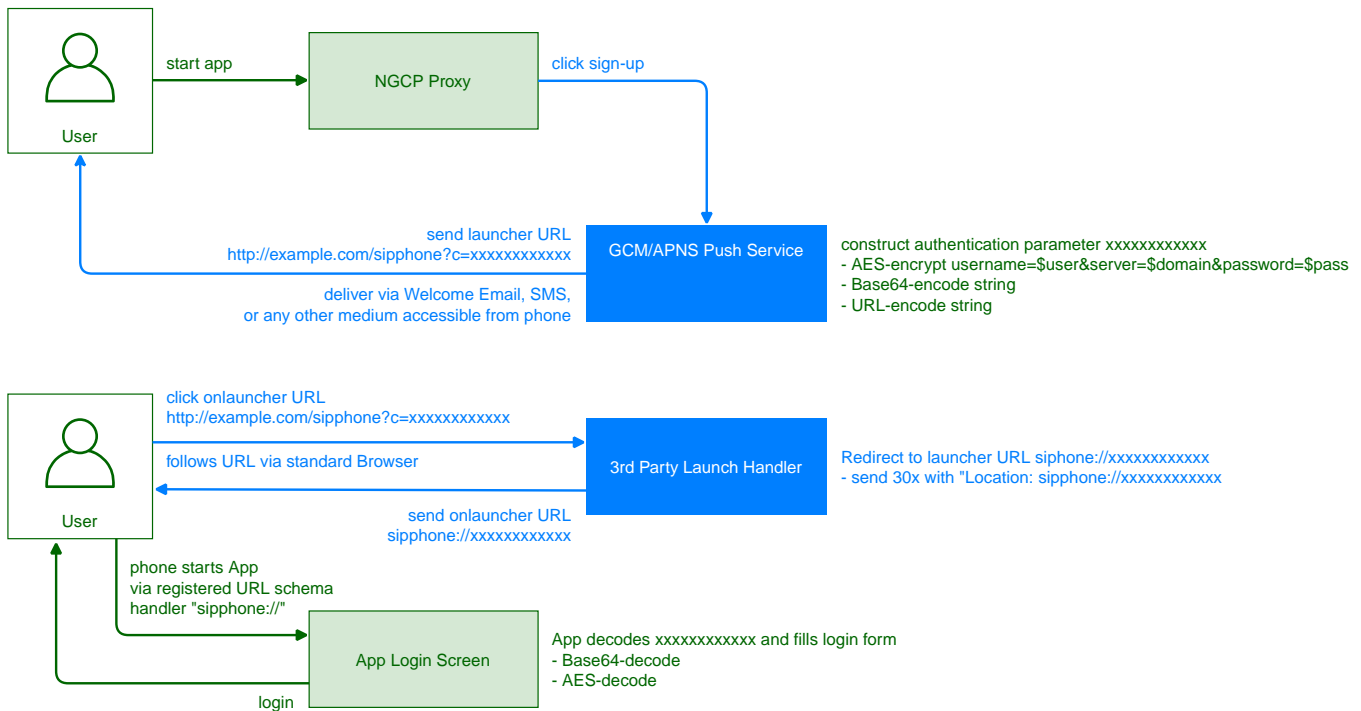 start app
NGCP Proxy
click sign-up
User
send launcher URL
http://example.com/sipphone?c=xxxxxxxxxxxx
deliver via Welcome Email, SMS,
or any other medium accessible from phone
GCM/APNS Push Service
construct authentication parameter xxxxxxxxxxxx
- AES-encrypt username=$user&server=$domain&password=$pass
- Base64-encode string
- URL-encode string
click onlauncher URL
http://example.com/sipphone?c=xxxxxxxxxxxx
follows URL via standard Browser
User
3rd Party Launch Handler
Redirect to launcher URL siphone://xxxxxxxxxxxx
- send 30x with "Location: sipphone://xxxxxxxxxxxx
send onlauncher URL
sipphone://xxxxxxxxxxxx
phone starts App
via registered URL schema
handler "sipphone://"
App Login Screen
App decodes xxxxxxxxxxxx and fills login form
- Base64-decode
- AES-decode
login